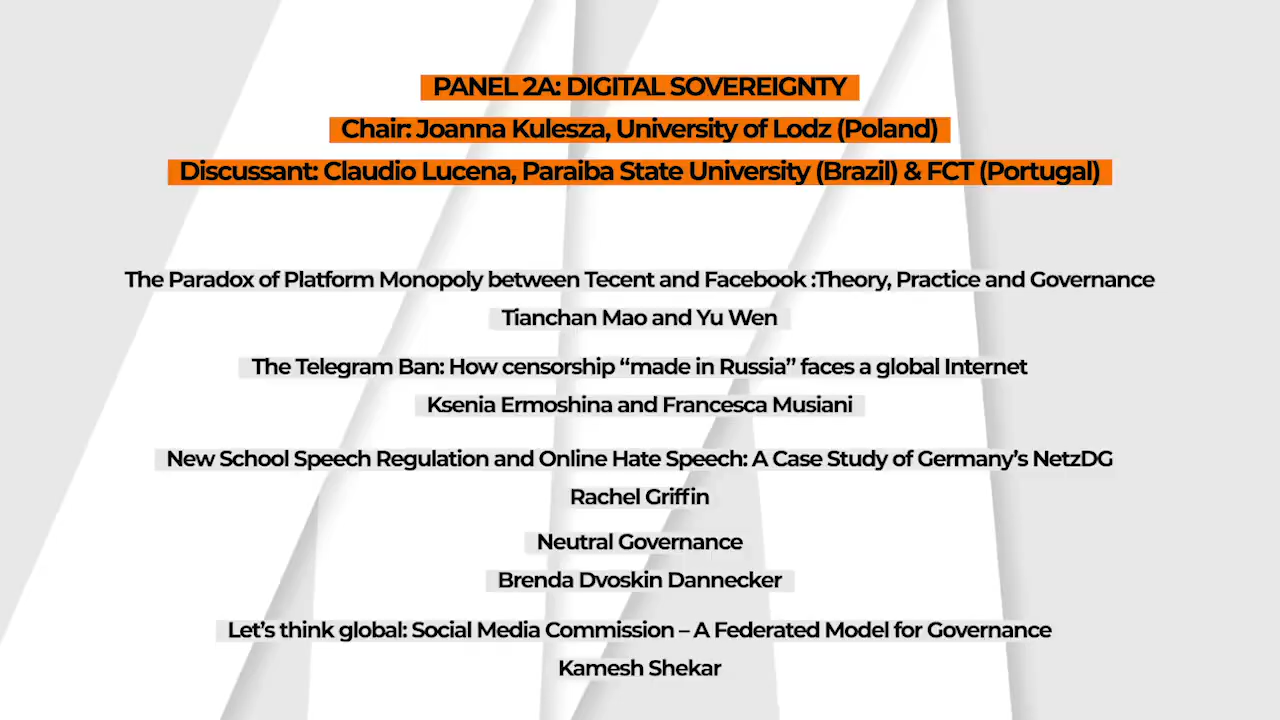 PANEL 2A: DIGITAL SOVEREIGNTY
Chair: Joanna Kulesza, University of Lodz (Poland)
Discussant: Claudio Lucena, Paraiba State University (Brazil) & FCT (Portugal)
The Paradox of Platform Monopoly between Tecent and Facebook :Theory, Practice and Governance
Tianchan Mao and Yu Wen
The Telegram Ban: How censorship “made in Russia” faces a global Internet
Ksenia Ermoshina and Francesca Musiani
New School Speech Regulation and Online Hate Speech: A Case Study of Germany’s NetzDG
Rachel Griffin
Neutral Governance
Brenda Dvoskin Dannecker
Let’s think global: Social Media Commission – A Federated Model for Governance
Kamesh Shekar